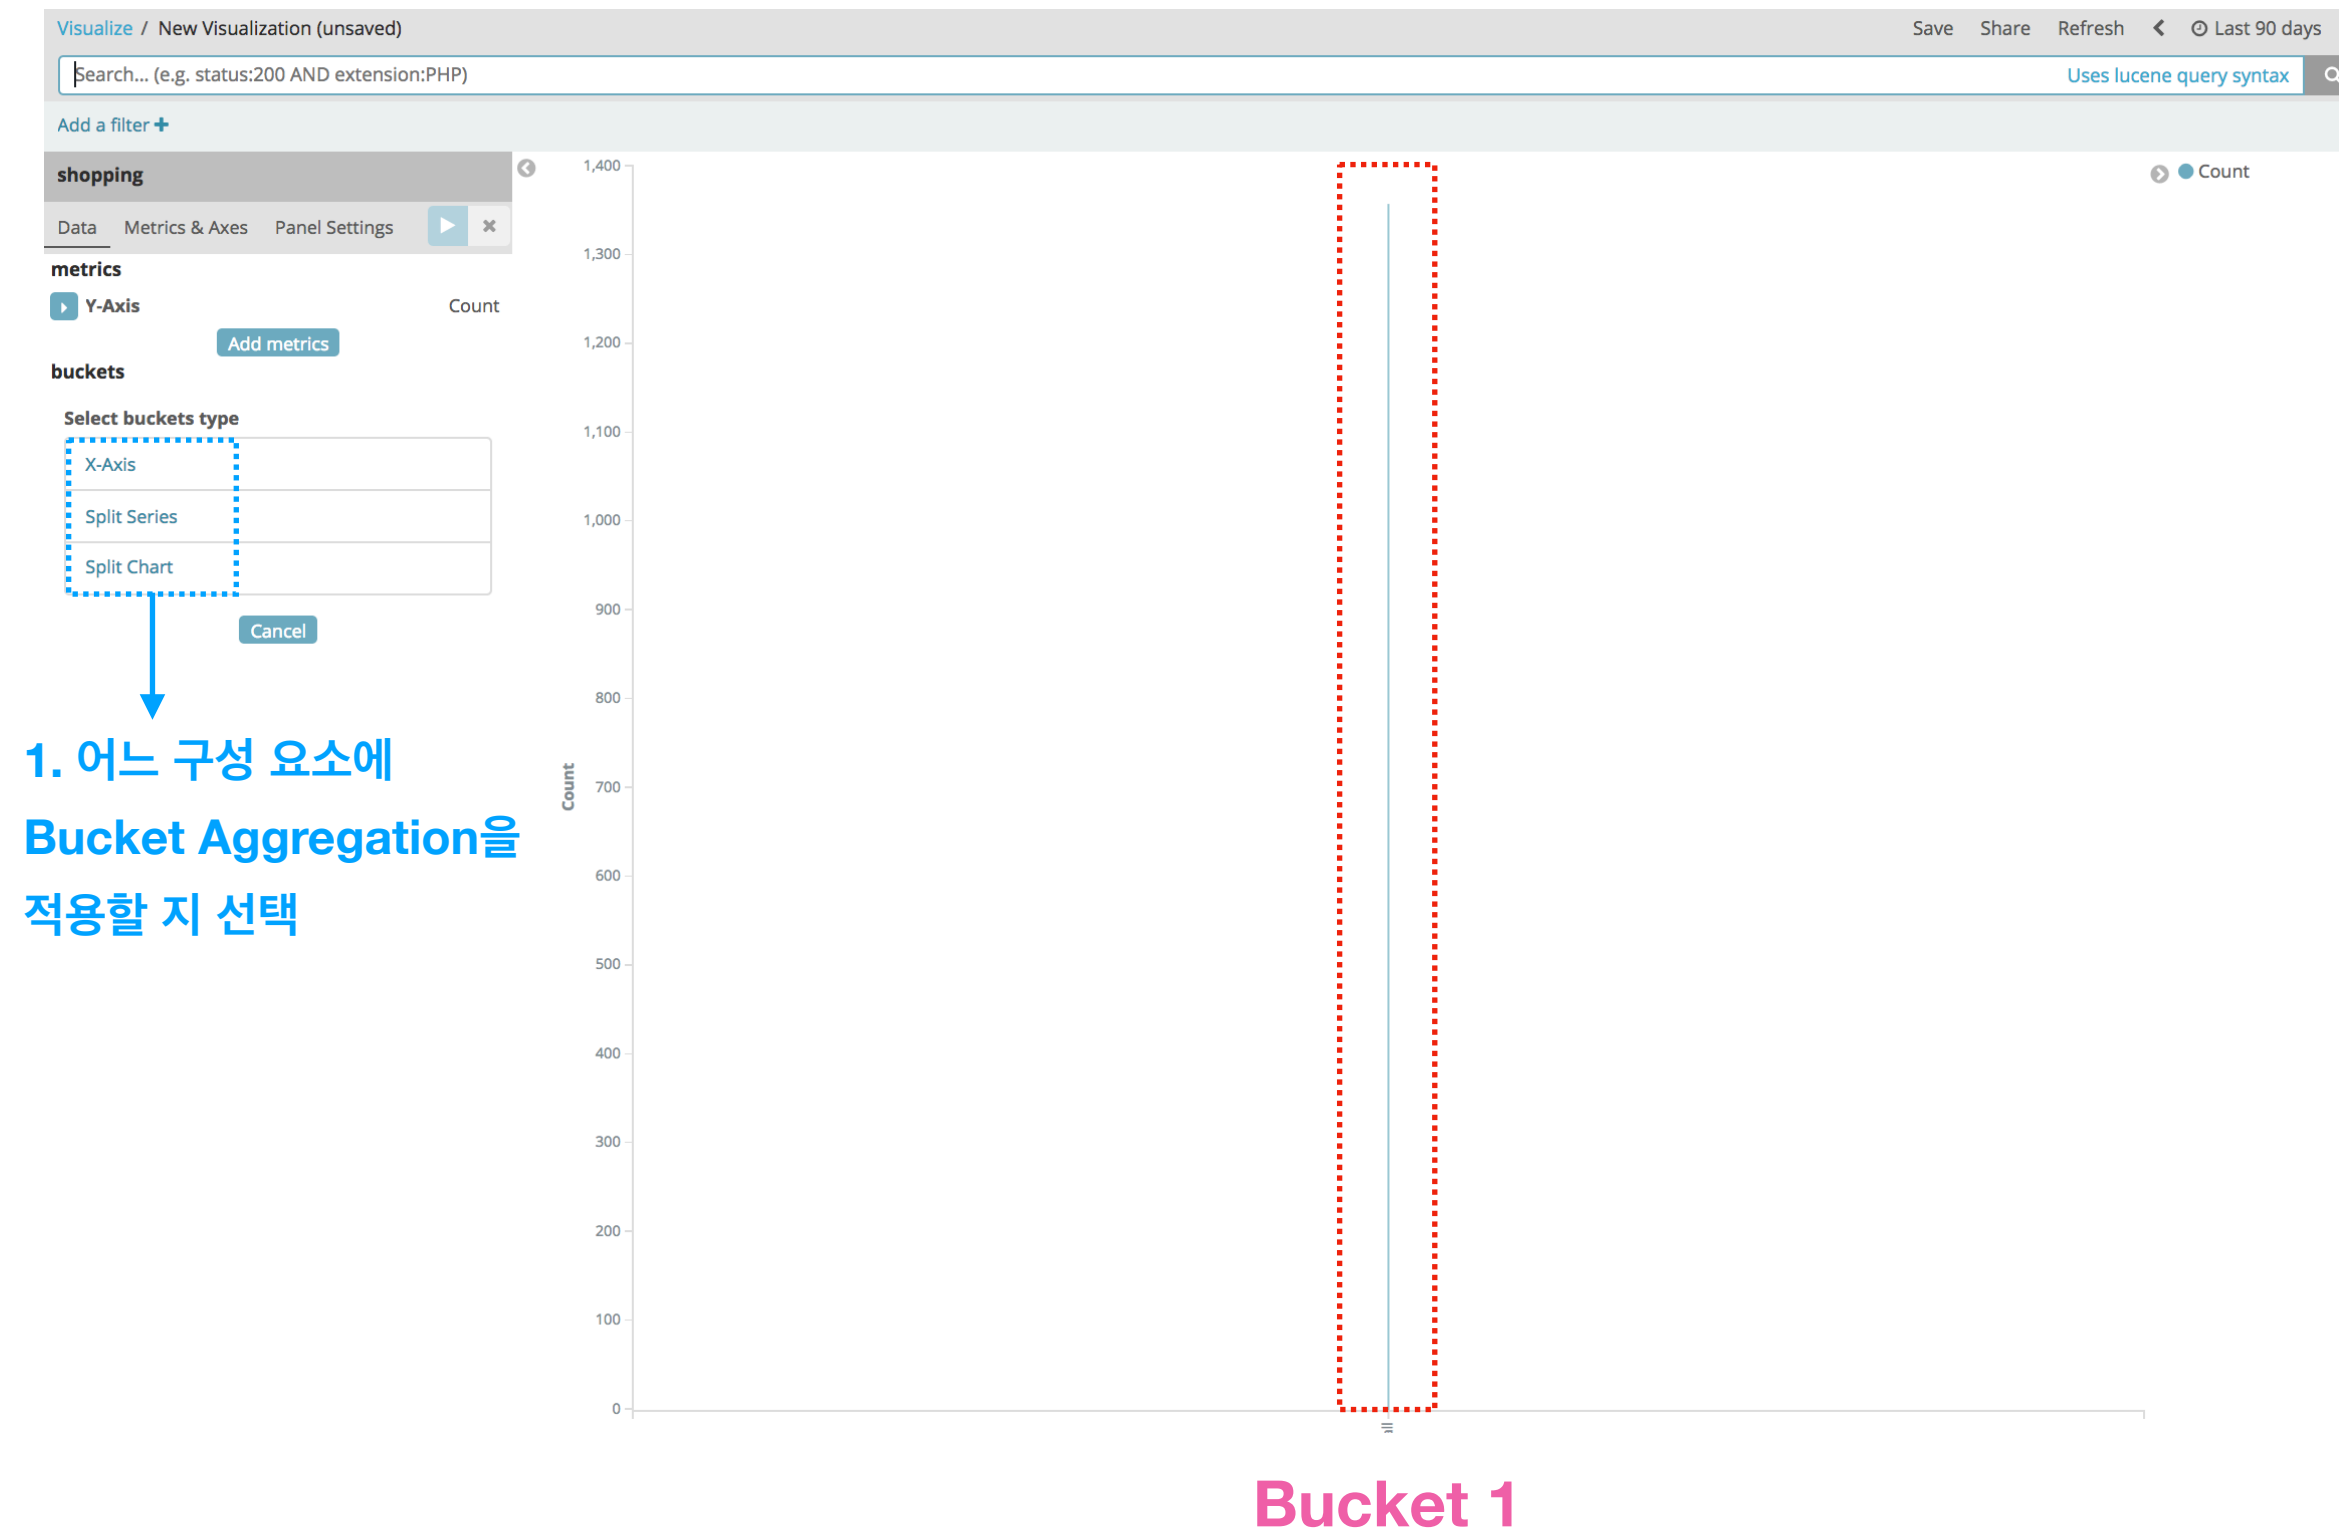 Visualize / New Visualization (unsaved)
Save Share Refresh Last 90 days
Search... (e.g. status:200 AND extension:PHP)
Uses lucene query syntax
Add a filter
shopping
Data Metrics & Axes Panel Settings
metrics
Y-Axis Count
Add metrics
buckets
Select buckets type
X-Axis
Split Series
Split Chart
Cancel
1. 어느 구성 요소에
Bucket Aggregation을
적용할 지 선택
1,400
1,300
1,200
1,100
1,000
900
800
700
600
500
400
300
200
100
0
Count
Count
Bucket 1